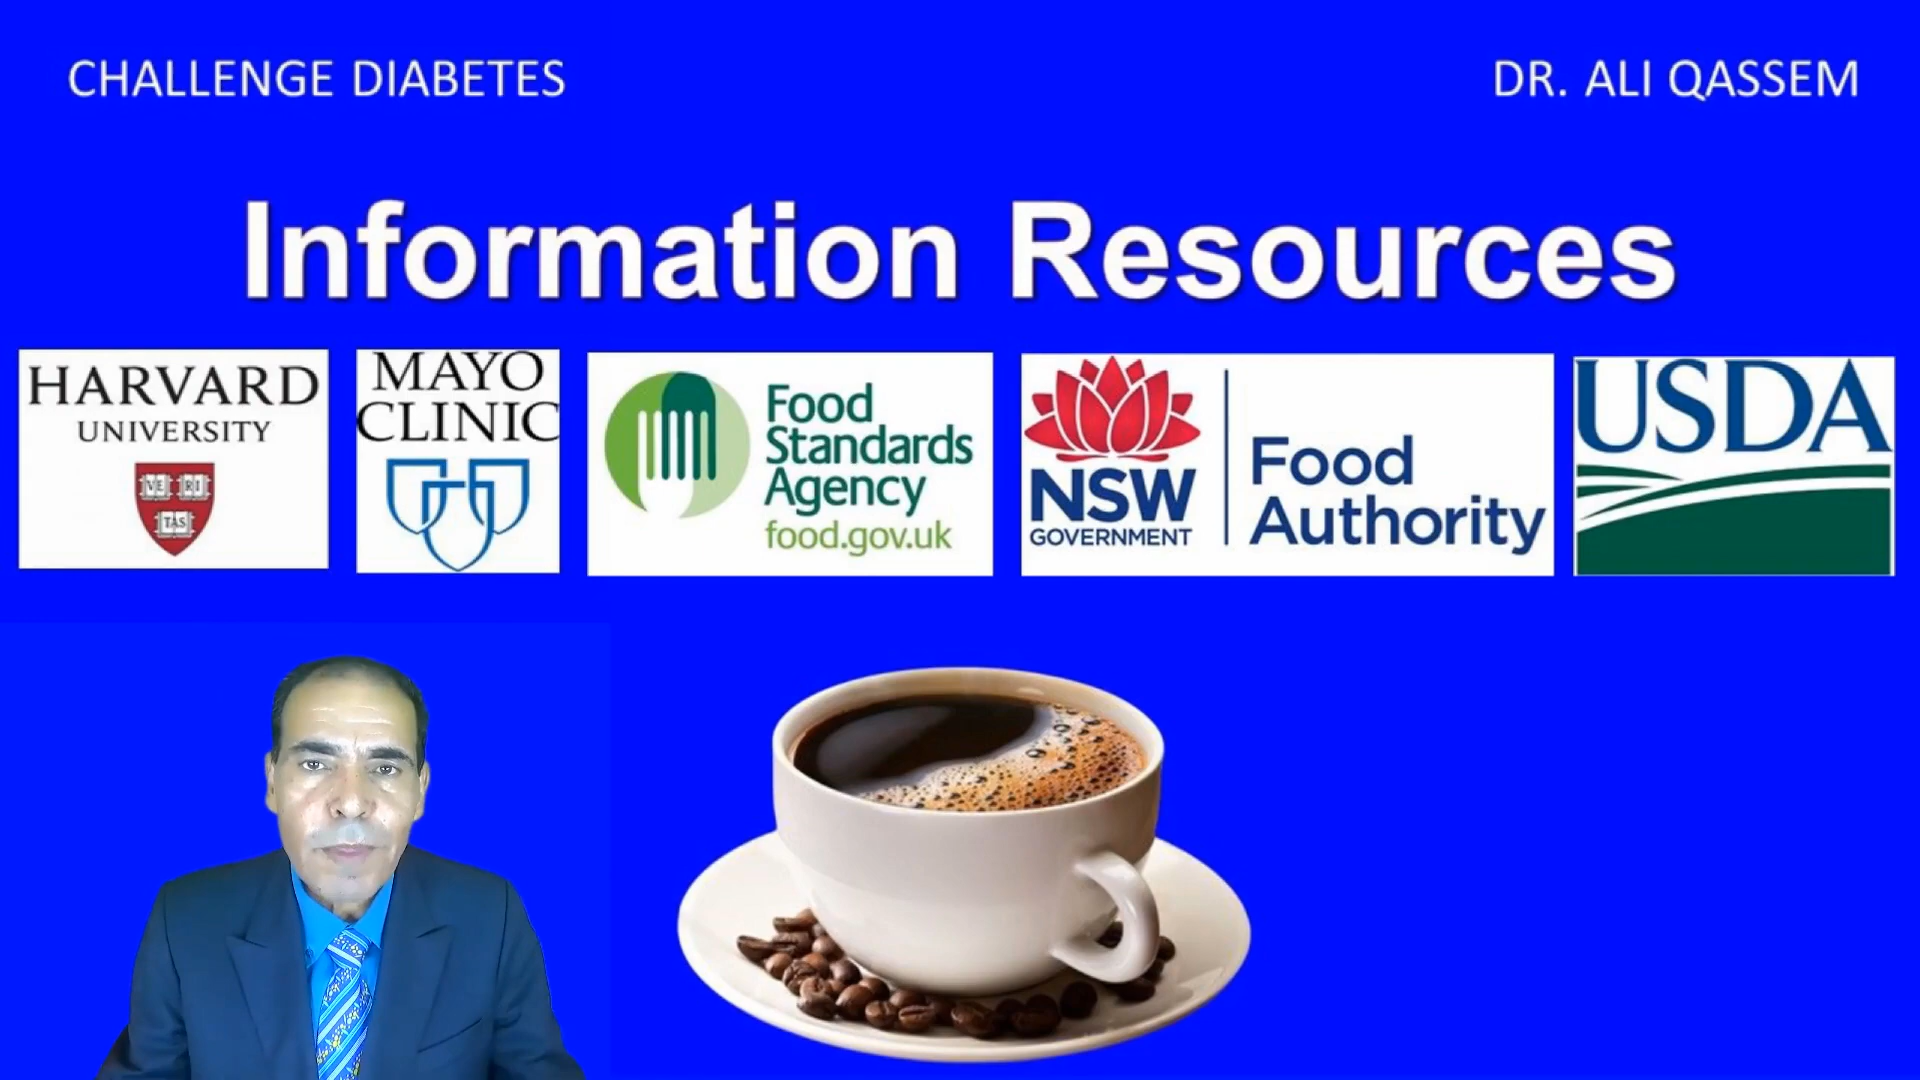 CHALLENGE DIABETES
DR. ALI QASSEM
Information Resources
HARVARD
UNIVERSITY
VE RI
TAS
MAYO
CLINIC
Food
Standards
Agency
food.gov.uk
NSW
GOVERNMENT
Food
Authority
USDA